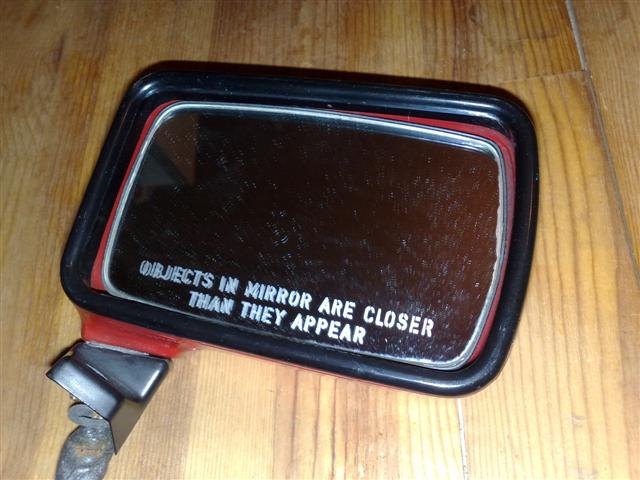 OBJECTS IN MIRROR ARE CLOSER
THAN THEY APPEAR